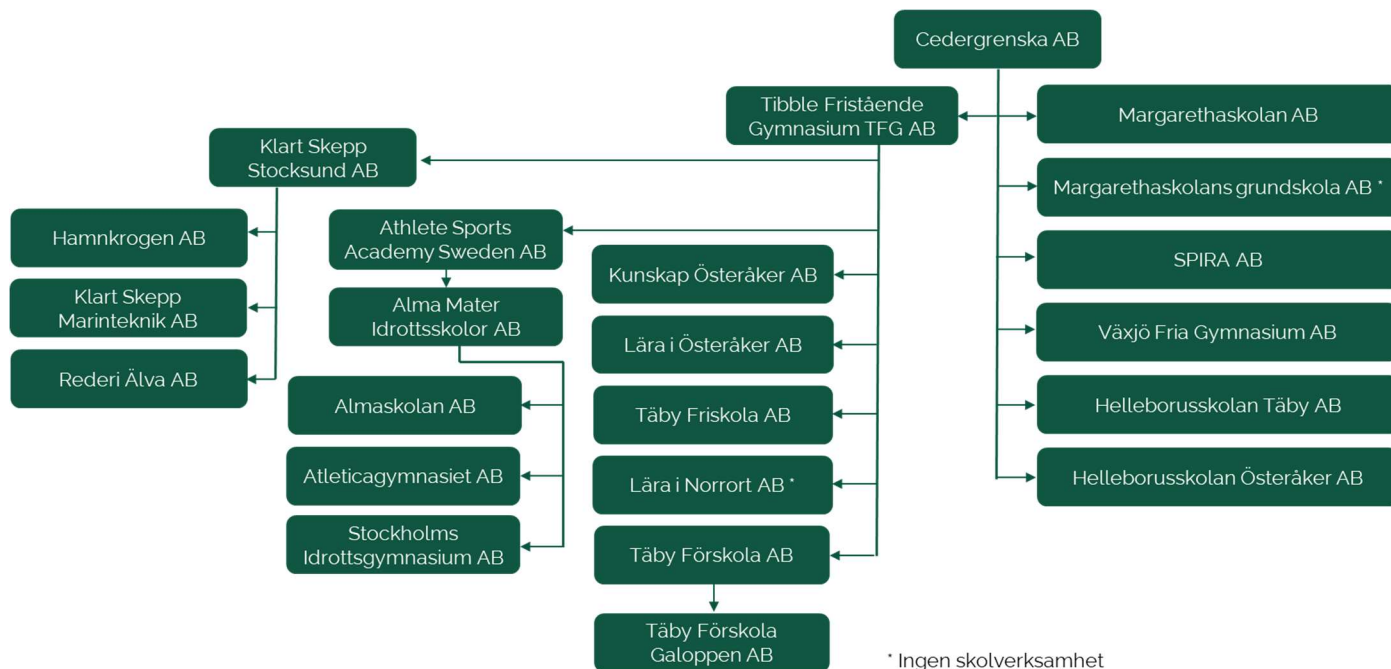 Cedergrenska AB
Tibble Fristående
Gymnasium TFG AB
Margarethaskolan AB
Margarethaskolans grundskola AB *
SPIRA AB
Växjö Fria Gymnasium AB
Helleborusskolan Täby AB
Helleborusskolan Österåker AB
Klart Skepp
Stocksund AB
Hamnkrogen AB
Klart Skepp
Marinteknik AB
Rederi Älva AB
Athlete Sports
Academy Sweden AB
Alma Mater
Idrottsskolor AB
Almaskolan AB
Atleticagymnasiet AB
Stockholms
Idrottsgymnasium AB
Kunskap Österåker AB
Lära i Österåker AB
Täby Friskola AB
Lära i Norrort AB *
Täby Förskola AB
Täby Förskola
Galoppen AB
* Ingen skolverksamhet